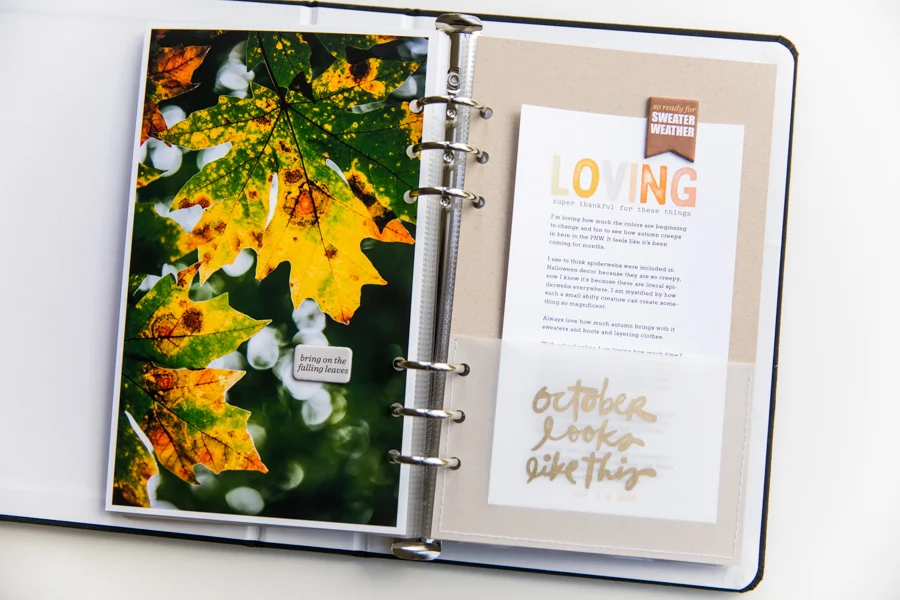 bring on the
falling leaves
so ready for
SWEATER
WEATHER
LOVING
super thankful for these things
I'm loving how much the colors are beginning
to change and fun to see how autumn creeps
in here in the PNW. It feels like it's been
coming for months.
I use to think spiderwebs were included in
Halloween decor because they are so creepy,
now I know it's because there are literal spi-
derwebs everywhere. I am mystified by how
such a small shifty creature can create some-
thing so magnificent.
Always love how much autumn brings with it
sweaters and boots and layering clothes.
october
looks
like this